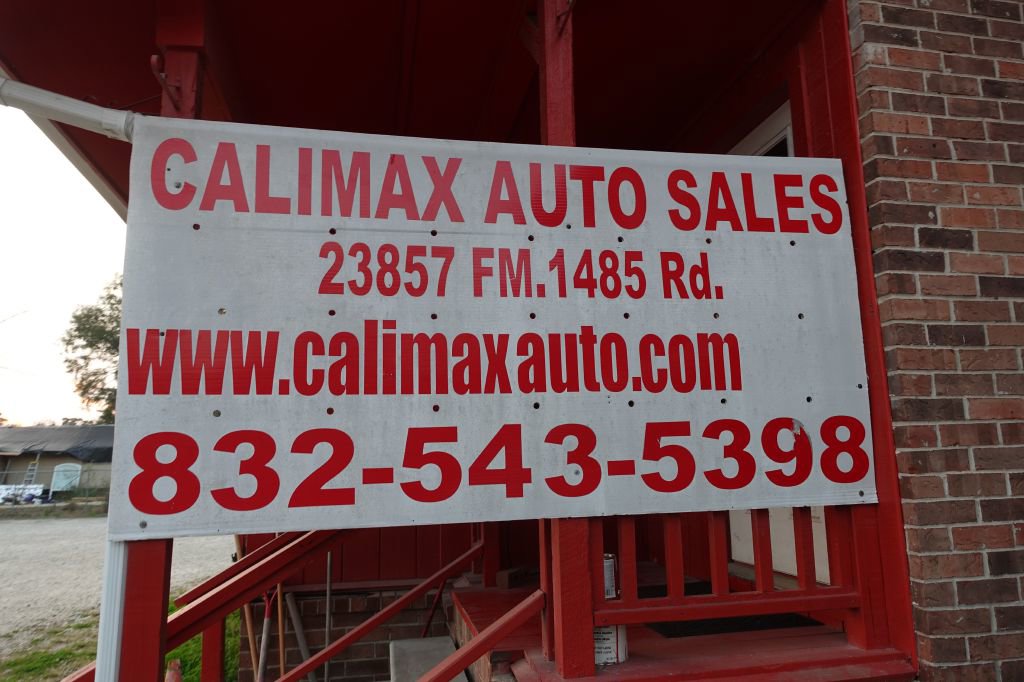 CALIMAX AUTO SALES
23857 FM.1485 Rd.
www.calimaxauto.com
832-543-5398